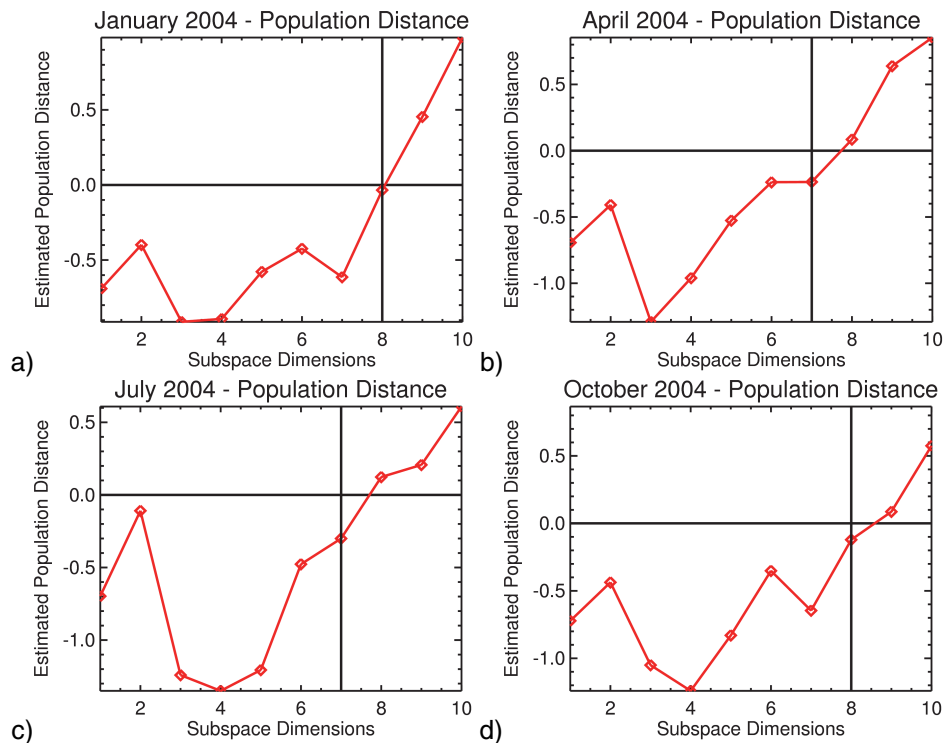 January 2004 - Population Distance
Estimated Population Distance
0.5
0.0
-0.5
2 4 6 8 10
Subspace Dimensions
a)
April 2004 - Population Distance
Estimated Population Distance
0.5
0.0
-0.5
-1.0
2 4 6 8 10
Subspace Dimensions
b)
July 2004 - Population Distance
Estimated Population Distance
0.5
0.0
-0.5
-1.0
2 4 6 8 10
Subspace Dimensions
c)
October 2004 - Population Distance
Estimated Population Distance
0.5
0.0
-0.5
-1.0
2 4 6 8 10
Subspace Dimensions
d)